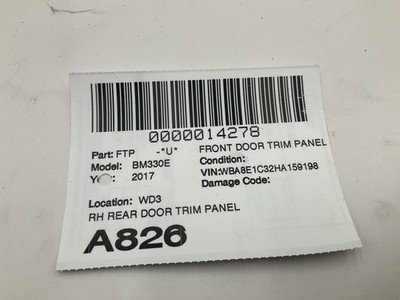 0000014278
Part: FTP -*U* FRONT DOOR TRIM PANEL
Model: BM330E Condition:
2017 VIN:WBA8E1C32HA159198
Damage Code:
Location: WD3
RH REAR DOOR TRIM PANEL
A826